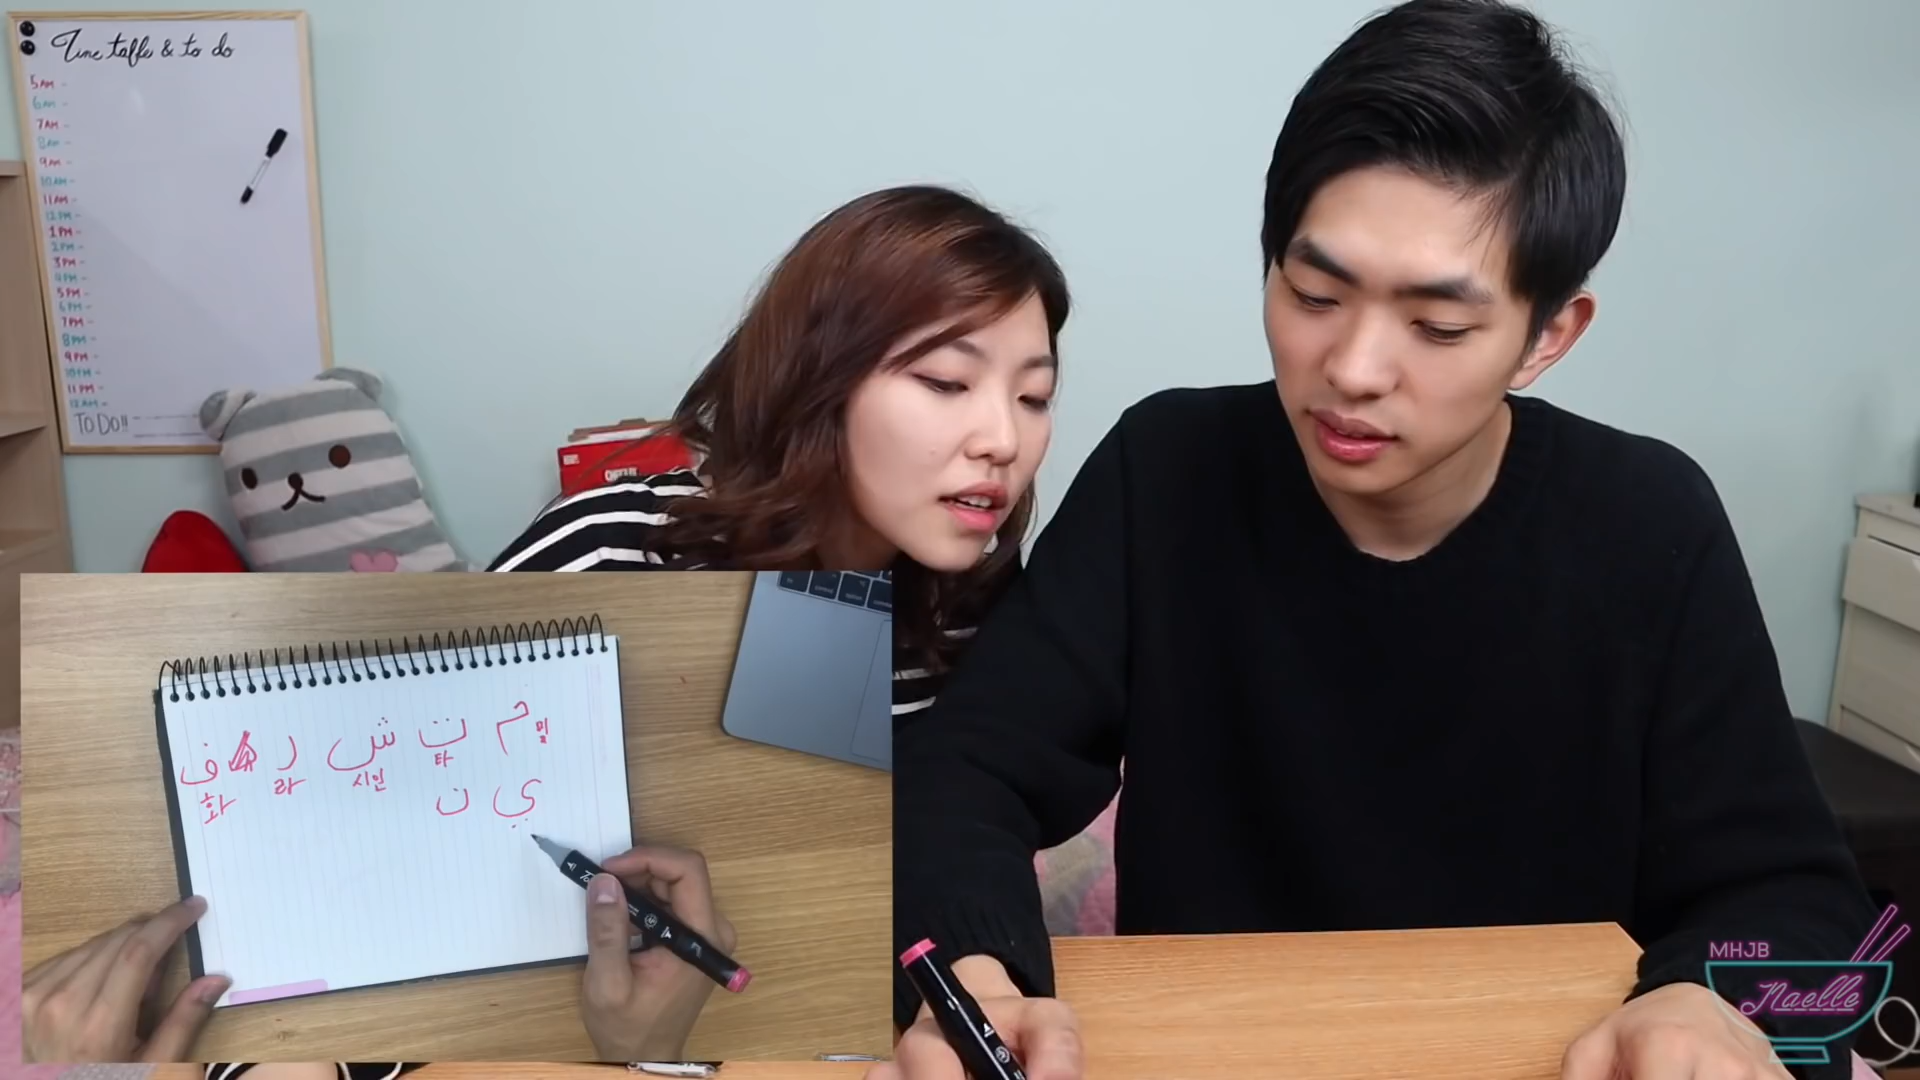 Time table & to do
5AM -
6AM -
7AM -
8AM -
9AM -
10AM -
11AM -
12PM -
1PM -
2PM -
3PM -
4PM -
5PM -
6PM -
7PM -
8PM -
9PM -
10PM -
11PM -
12AM -
TO DO!!
م ت ش ر ف
밈 타 시인 라 화
ي ن
MHJB
Naelle